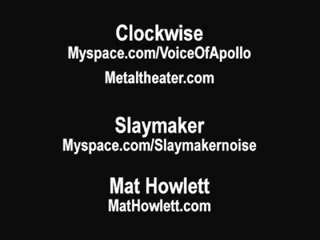 Clockwise
Myspace.com/VoiceOfApollo
Metaltheater.com
Slaymaker
Myspace.com/Slaymakernoise
Mat Howlett
MatHowlett.com